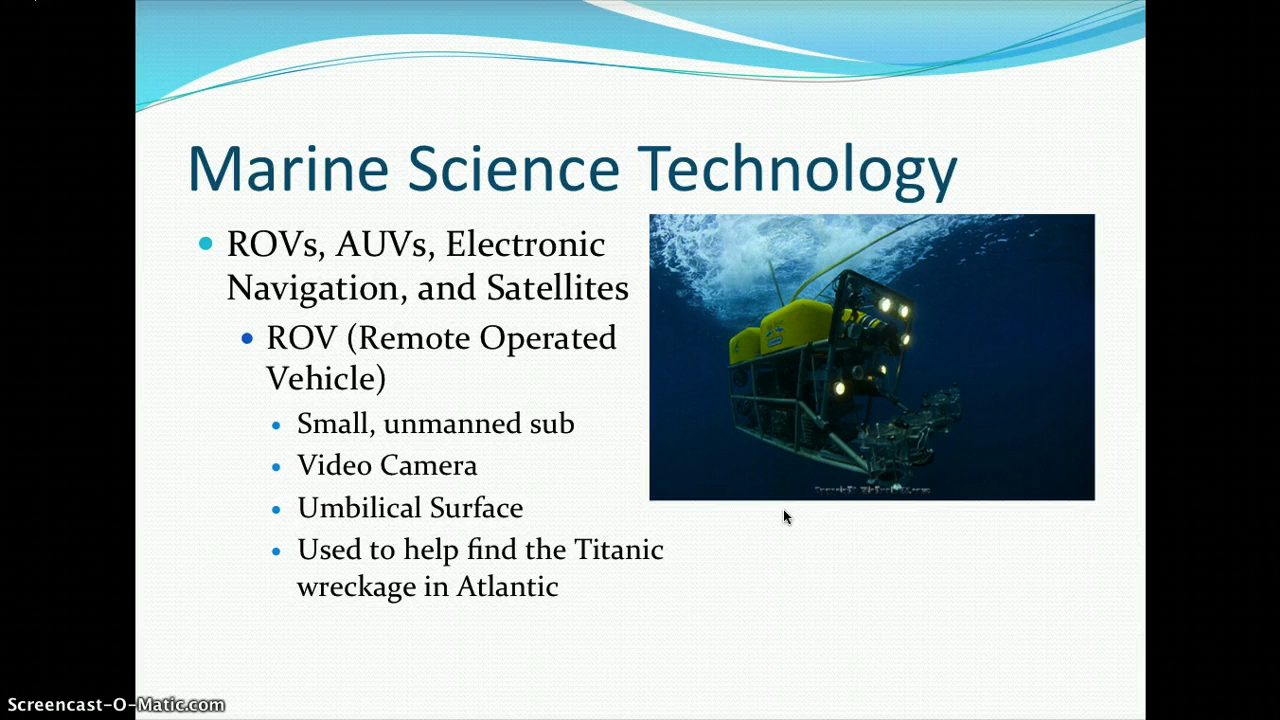 Marine Science Technology
ROVs, AUVs, Electronic
Navigation, and Satellites
ROV (Remote Operated
Vehicle)
Small, unmanned sub
Video Camera
Umbilical Surface
Used to help find the Titanic
wreckage in Atlantic
Screencast-O-Matic.com